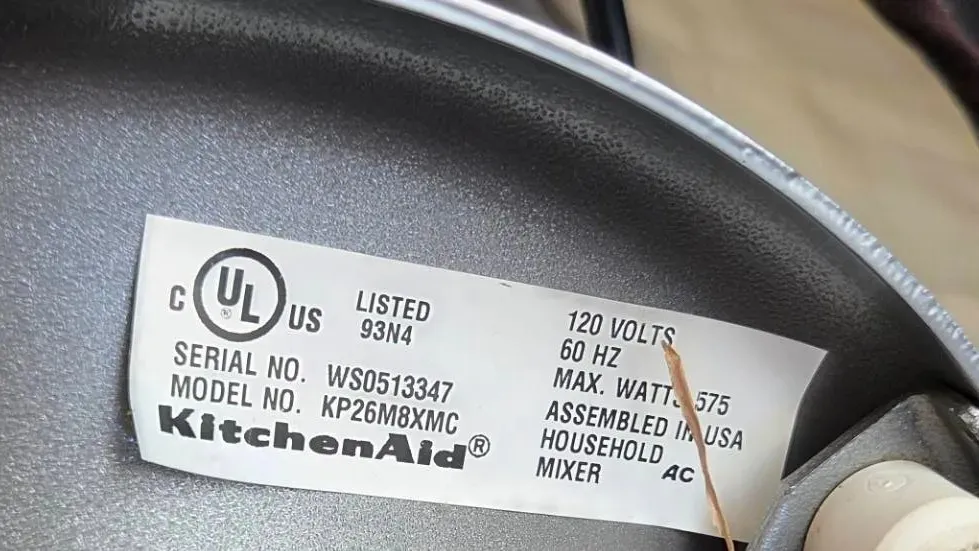 C UL® US
LISTED
93N4
SERIAL NO. WS0513347
MODEL NO. KP26M8XMC
KitchenAid®
120 VOLTS
60 HZ
MAX. WATTS 575
ASSEMBLED IN USA
HOUSEHOLD AC
MIXER